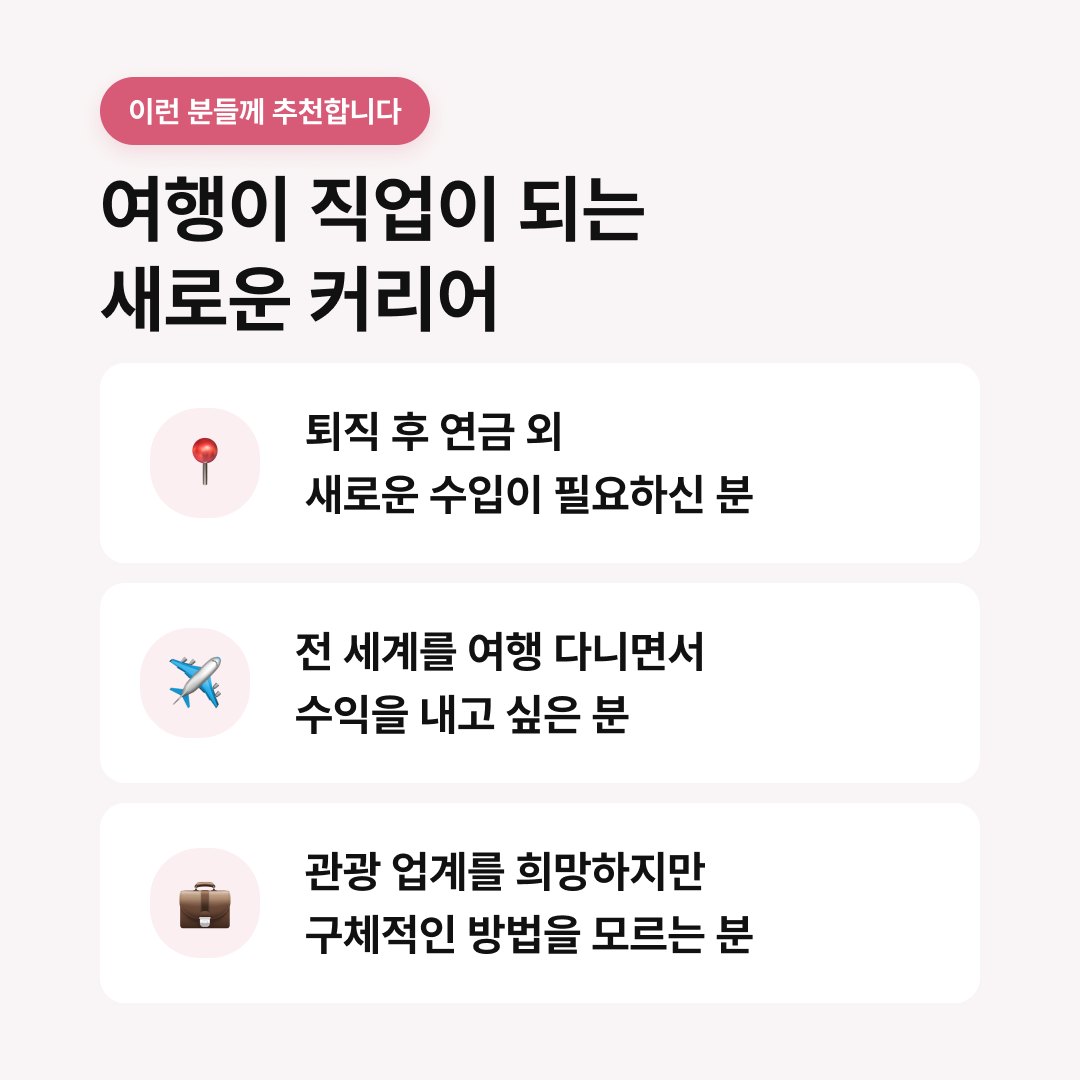 이런 분들께 추천합니다
여행이 직업이 되는
새로운 커리어
퇴직 후 연금 외
새로운 수입이 필요하신 분
전 세계를 여행 다니면서
수익을 내고 싶은 분
관광 업계를 희망하지만
구체적인 방법을 모르는 분